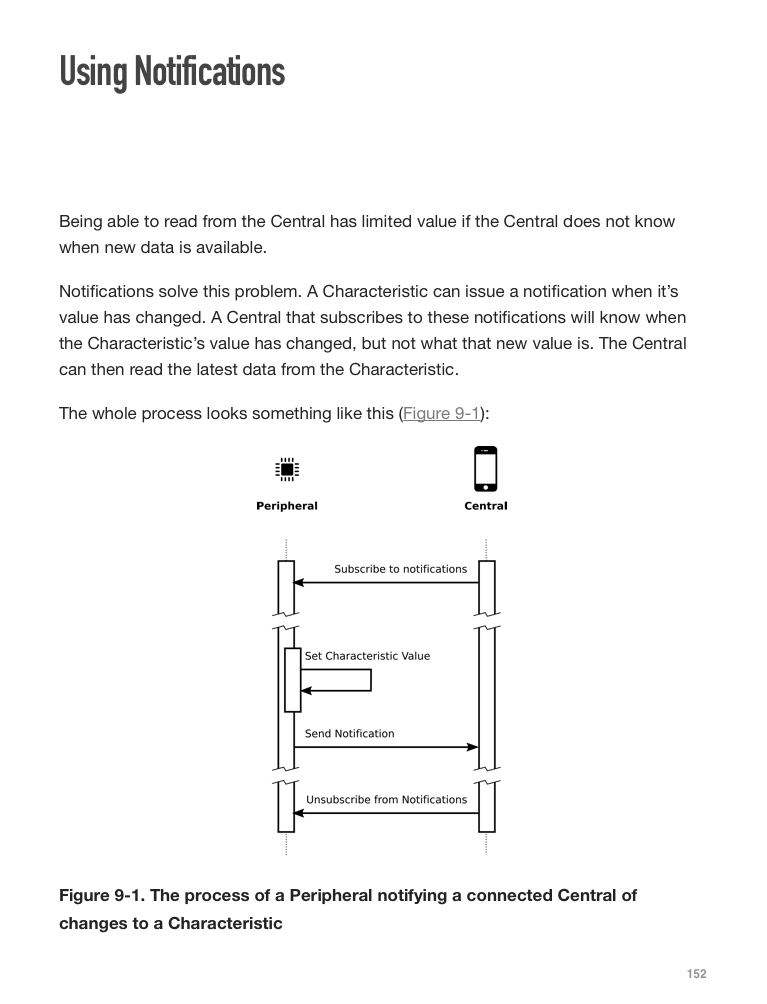 Using Notifications
Being able to read from the Central has limited value if the Central does not know
when new data is available.
Notifications solve this problem. A Characteristic can issue a notification when it’s
value has changed. A Central that subscribes to these notifications will know when
the Characteristic’s value has changed, but not what that new value is. The Central
can then read the latest data from the Characteristic.
The whole process looks something like this (Figure 9-1):
Peripheral
Central
Subscribe to notifications
Set Characteristic Value
Send Notification
Unsubscribe from Notifications
Figure 9-1. The process of a Peripheral notifying a connected Central of
changes to a Characteristic
152